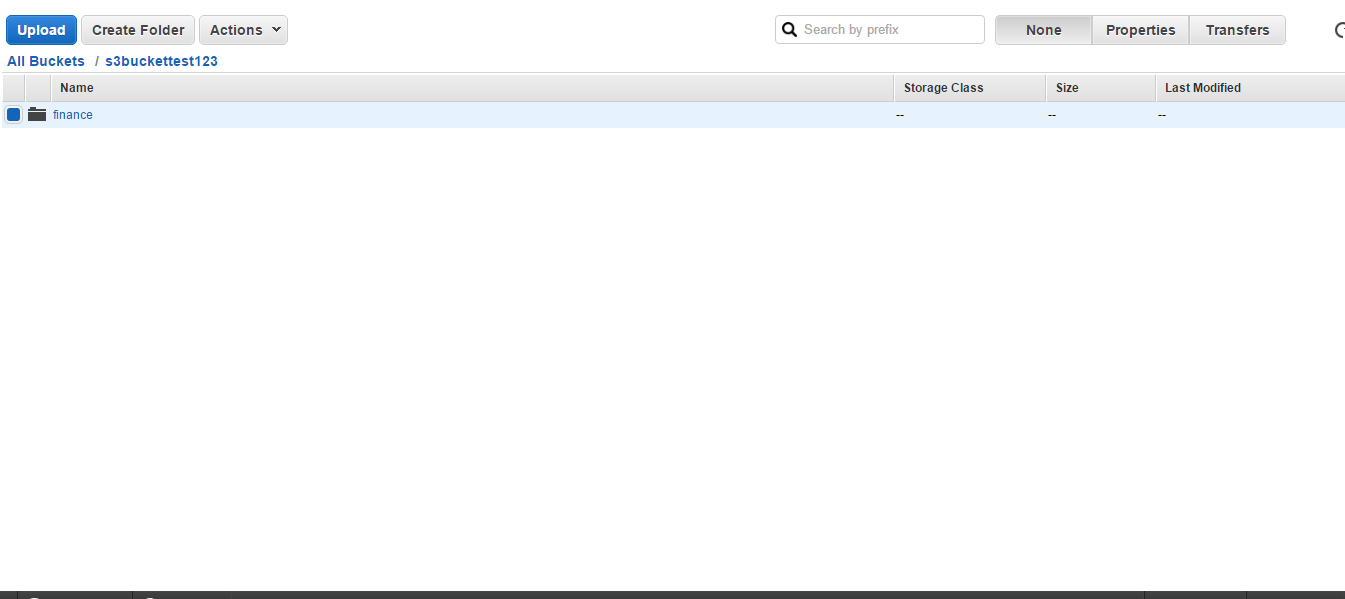 Upload Create Folder Actions Search by prefix None Properties Transfers
All Buckets / s3buckettest123
Name Storage Class Size Last Modified
finance -- -- --